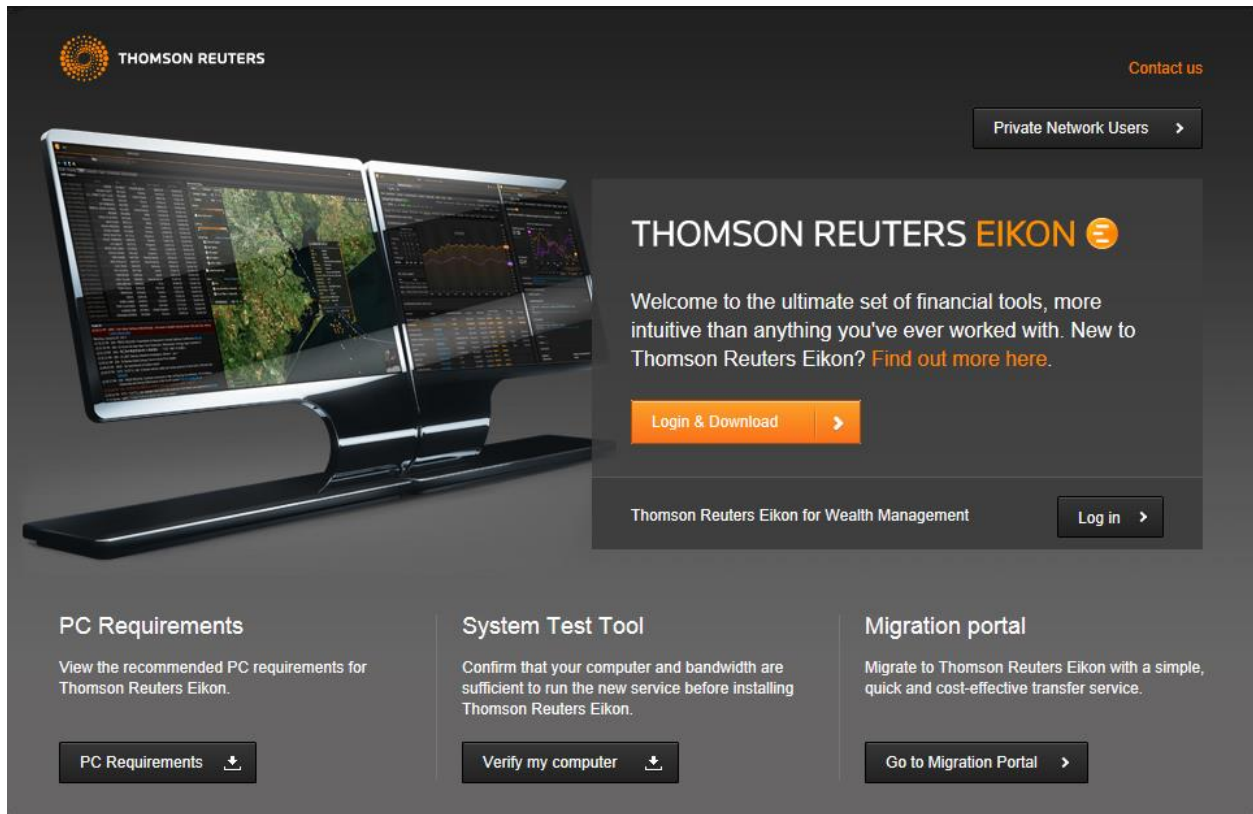 THOMSON REUTERS
Contact us
Private Network Users
THOMSON REUTERS EIKON
Welcome to the ultimate set of financial tools, more
intuitive than anything you've ever worked with. New to
Thomson Reuters Eikon? Find out more here.
Login & Download
Thomson Reuters Eikon for Wealth Management
Log in
PC Requirements
View the recommended PC requirements for
Thomson Reuters Eikon.
PC Requirements
System Test Tool
Confirm that your computer and bandwidth are
sufficient to run the new service before installing
Thomson Reuters Eikon.
Verify my computer
Migration portal
Migrate to Thomson Reuters Eikon with a simple,
quick and cost-effective transfer service.
Go to Migration Portal